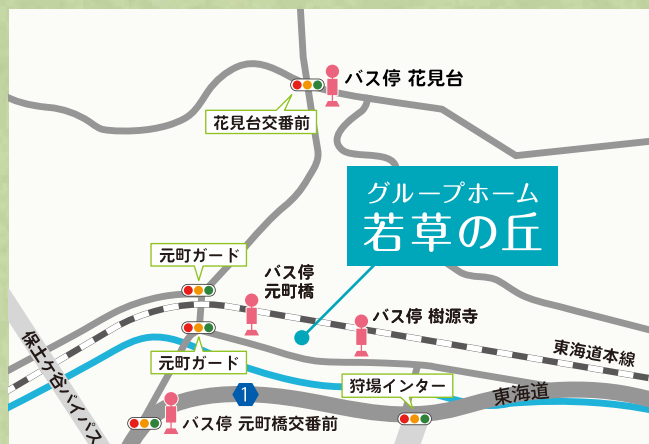 バス停 花見台
花見台交番前
グループホーム
若草の丘
元町ガード
バス停
元町橋
バス停 樹源寺
東海道本線
元町ガード
保土ケ谷バイパス
狩場インター
1
東海道
バス停 元町橋交番前